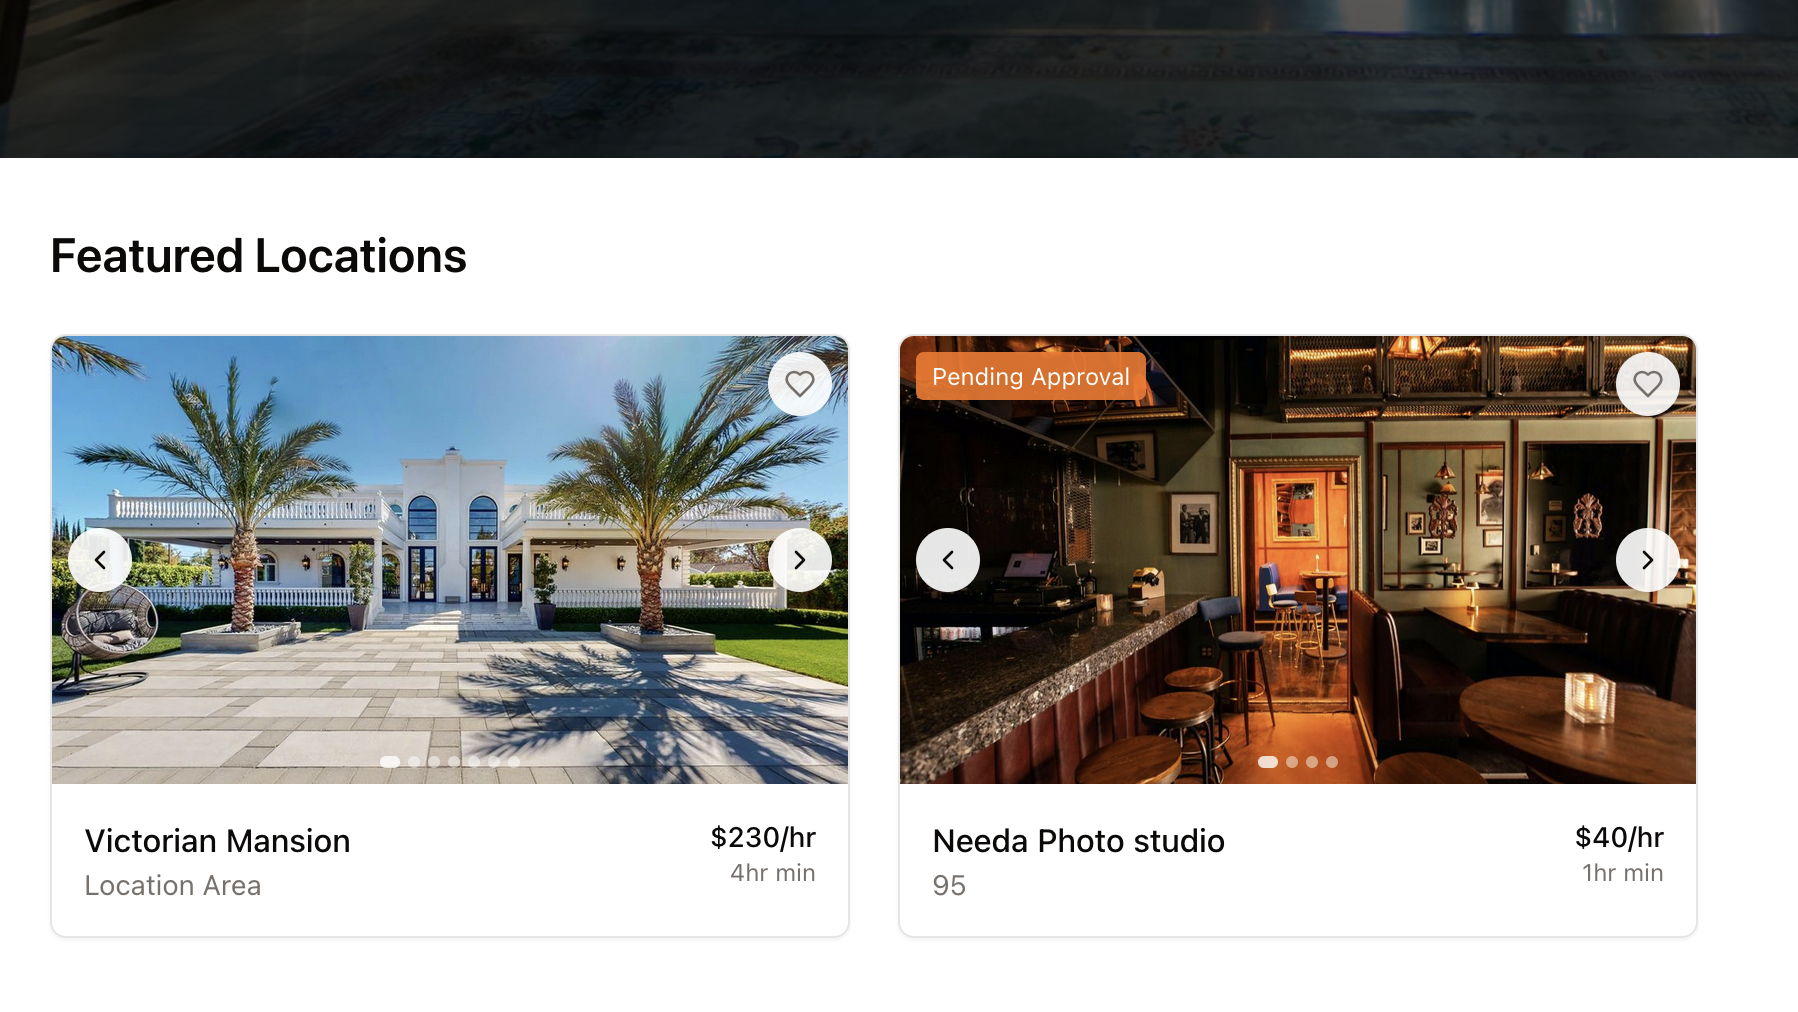 Featured Locations
Pending Approval
Victorian Mansion
$230/hr
Location Area
4hr min
Needa Photo studio
$40/hr
95
1hr min